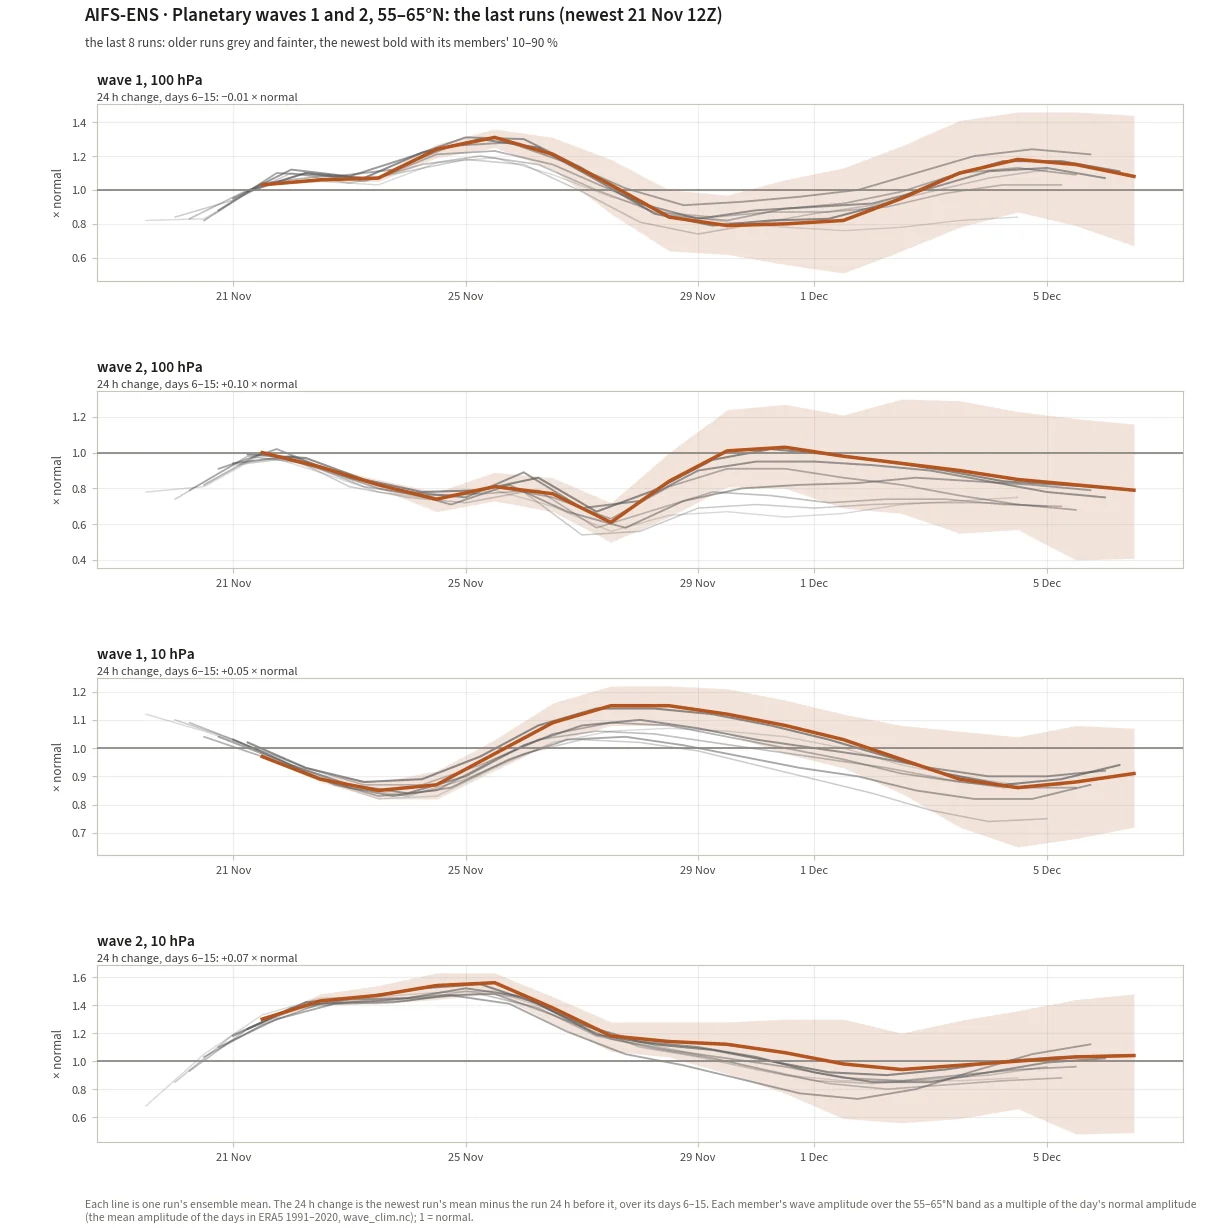 AIFS-ENS · Planetary waves 1 and 2, 55–65°N: the last runs (newest 21 Nov 12Z)
the last 8 runs: older runs grey and fainter, the newest bold with its members' 10–90 %
wave 1, 100 hPa
24 h change, days 6–15: −0.01 × normal
1.4
1.2
1.0
0.8
0.6
× normal
21 Nov
25 Nov
29 Nov
1 Dec
5 Dec
wave 2, 100 hPa
24 h change, days 6–15: +0.10 × normal
1.2
1.0
0.8
0.6
0.4
× normal
21 Nov
25 Nov
29 Nov
1 Dec
5 Dec
wave 1, 10 hPa
24 h change, days 6–15: +0.05 × normal
1.2
1.1
1.0
0.9
0.8
0.7
× normal
21 Nov
25 Nov
29 Nov
1 Dec
5 Dec
wave 2, 10 hPa
24 h change, days 6–15: +0.07 × normal
1.6
1.4
1.2
1.0
0.8
0.6
× normal
21 Nov
25 Nov
29 Nov
1 Dec
5 Dec
Each line is one run's ensemble mean. The 24 h change is the newest run's mean minus the run 24 h before it, over its days 6–15. Each member's wave amplitude over the 55–65°N band as a multiple of the day's normal amplitude
(the mean amplitude of the days in ERA5 1991–2020, wave_clim.nc); 1 = normal.